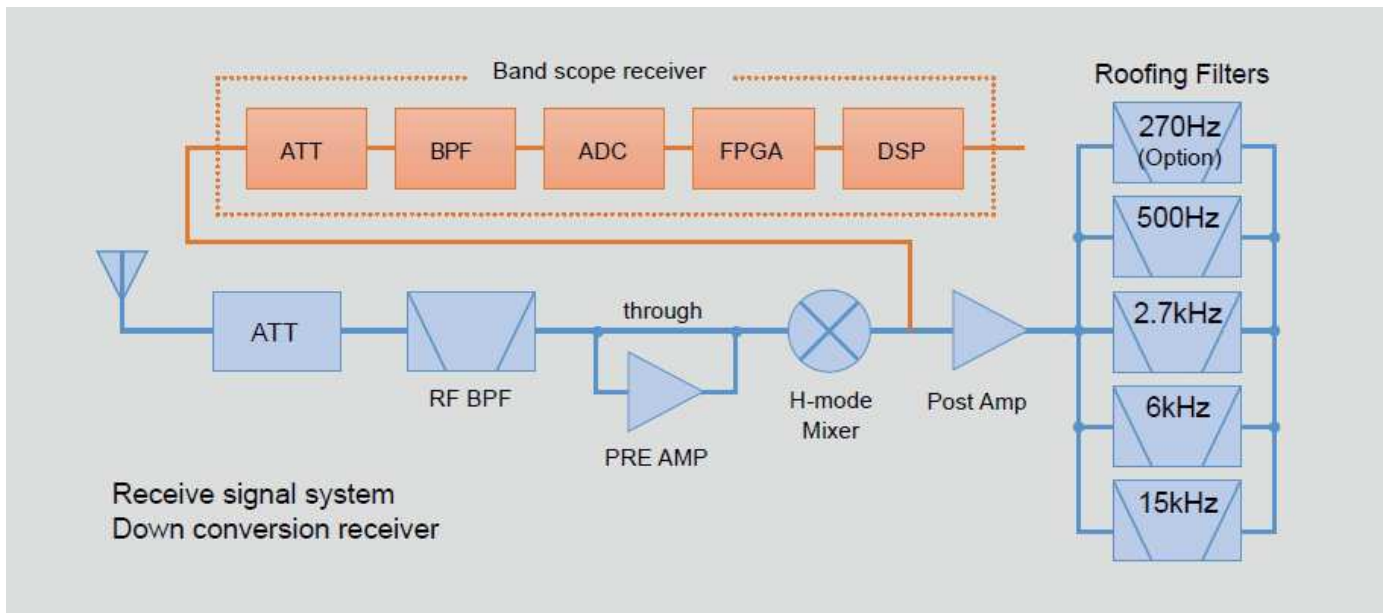 Band scope receiver
ATT
BPF
ADC
FPGA
DSP
Roofing Filters
270Hz
(Option)
500Hz
2.7kHz
6kHz
15kHz
ATT
RF BPF
through
PRE AMP
H-mode
Mixer
Post Amp
Receive signal system
Down conversion receiver